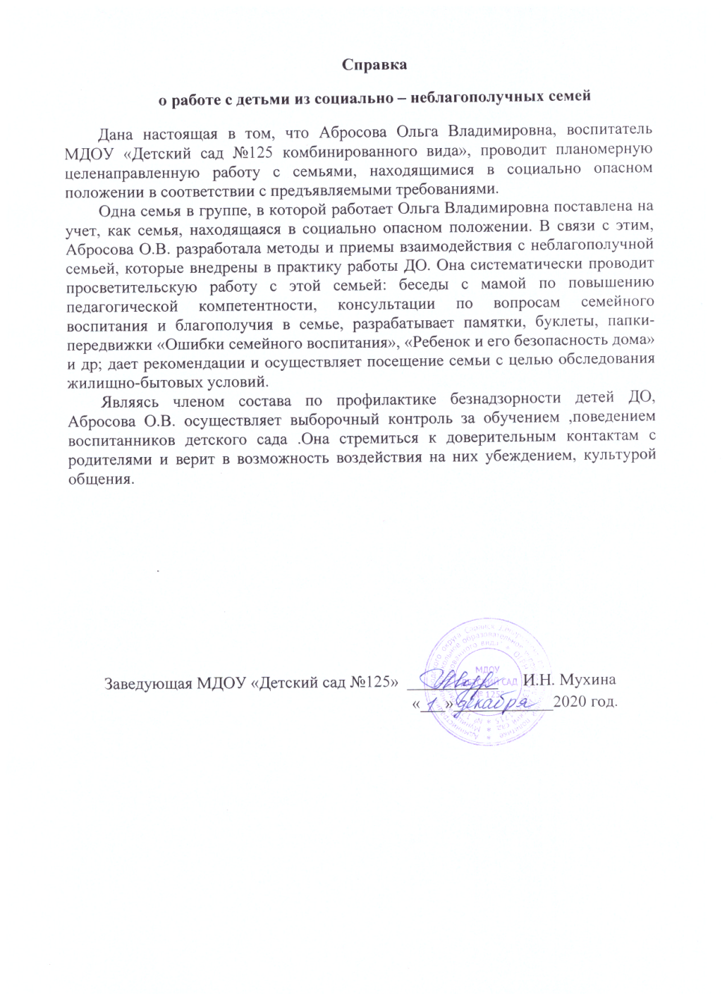 Справка
о работе с детьми из социально – неблагополучных семей
Дана настоящая в том, что Абросова Ольга Владимировна, воспитатель
МДОУ «Детский сад №125 комбинированного вида», проводит планомерную
целенаправленную работу с семьями, находящимися в социально опасном
положении в соответствии с предъявляемыми требованиями.
Одна семья в группе, в которой работает Ольга Владимировна поставлена на
учет, как семья, находящаяся в социально опасном положении. В связи с этим,
Абросова О.В. разработала методы и приемы взаимодействия с неблагополучной
семьей, которые внедрены в практику работы ДО. Она систематически проводит
просветительскую работу с этой семьей: беседы с мамой по повышению
педагогической компетентности, консультации по вопросам семейного
воспитания и благополучия в семье, разрабатывает памятки, буклеты, папки-
передвижки «Ошибки семейного воспитания», «Ребенок и его безопасность дома»
и др; дает рекомендации и осуществляет посещение семьи с целью обследования
жилищно-бытовых условий.
Являясь членом состава по профилактике безнадзорности детей ДО,
Абросова О.В. осуществляет выборочный контроль за обучением ,поведением
воспитанников детского сада .Она стремиться к доверительным контактам с
родителями и верит в возможность воздействия на них убеждением, культурой
общения.
Заведующая МДОУ «Детский сад №125» И.Н. Мухина
«1» декабря 2020 год.
МДОУ
ДЕТСКИЙ САД
№ 125